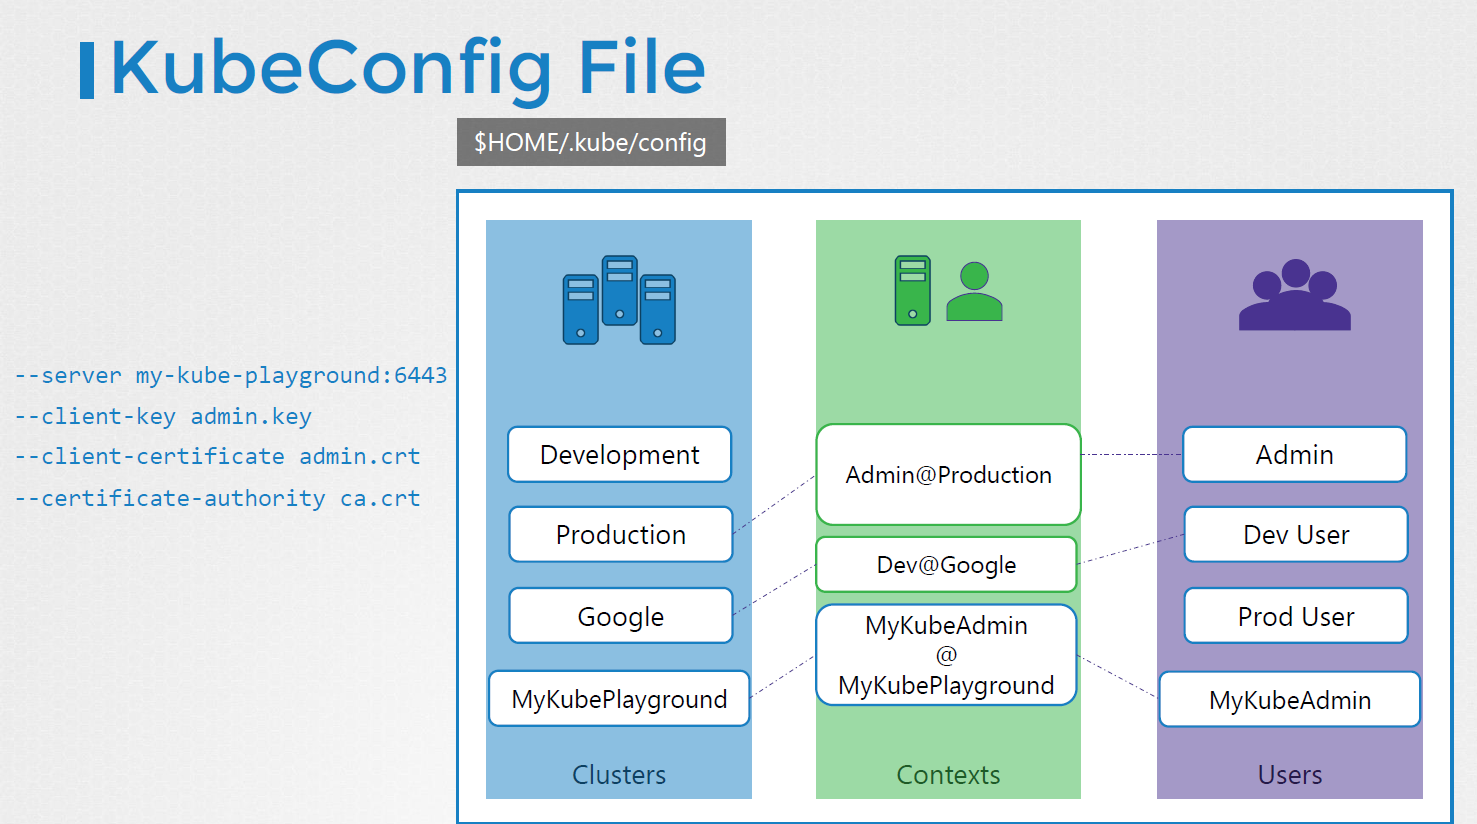 KubeConfig File
$HOME/.kube/config
--server my-kube-playground:6443
--client-key admin.key
--client-certificate admin.crt
--certificate-authority ca.crt
Development
Production
Google
MyKubePlayground
Clusters
Admin@Production
Dev@Google
MyKubeAdmin
@
MyKubePlayground
Contexts
Admin
Dev User
Prod User
MyKubeAdmin
Users